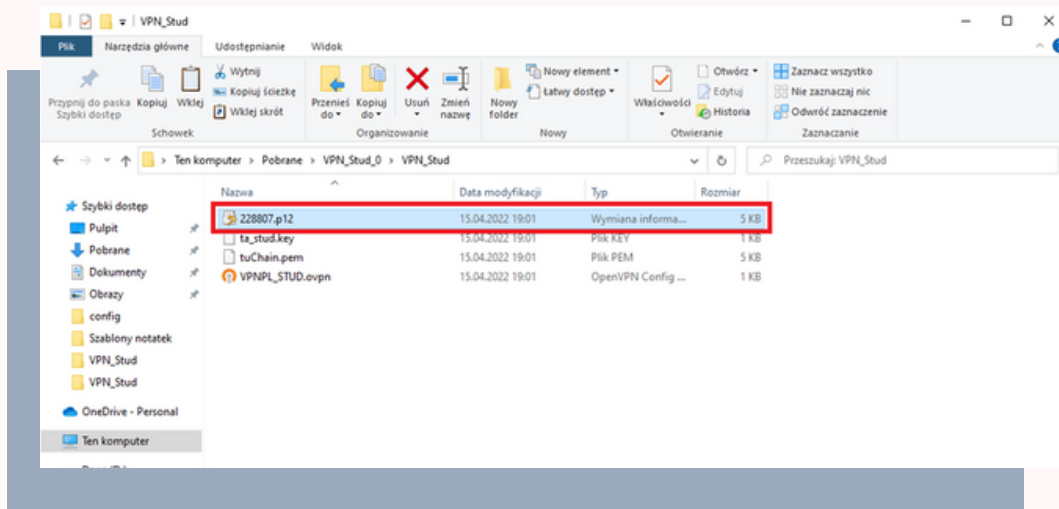 VPN_Stud
Plik Narzędzia główne Udostępnianie Widok
Przypnij do paska Szybki dostęp
Kopiuj
Wklej
Wytnij
Kopiuj ścieżkę
Wklej skrót
Schowek
Przenieś do
Kopiuj do
Usuń
Zmień nazwę
Organizowanie
Nowy folder
Nowy element
Łatwy dostęp
Nowy
Właściwości
Otwórz
Edytuj
Historia
Otwieranie
Zaznacz wszystko
Nie zaznaczaj nic
Odwróć zaznaczenie
Zaznaczanie
Ten komputer > Pobrane > VPN_Stud_0 > VPN_Stud
Przeszukaj: VPN_Stud
Nazwa Data modyfikacji Typ Rozmiar
228807.p12 15.04.2022 19:01 Wymiana informa... 5 KB
ta_stud.key 15.04.2022 19:01 Plik KEY 1 KB
tuChain.pem 15.04.2022 19:01 Plik PEM 5 KB
VPNPL_STUD.ovpn 15.04.2022 19:01 OpenVPN Config ... 1 KB
Szybki dostęp
Pulpit
Pobrane
Dokumenty
Obrazy
config
Szablony notatek
VPN_Stud
VPN_Stud
OneDrive - Personal
Ten komputer